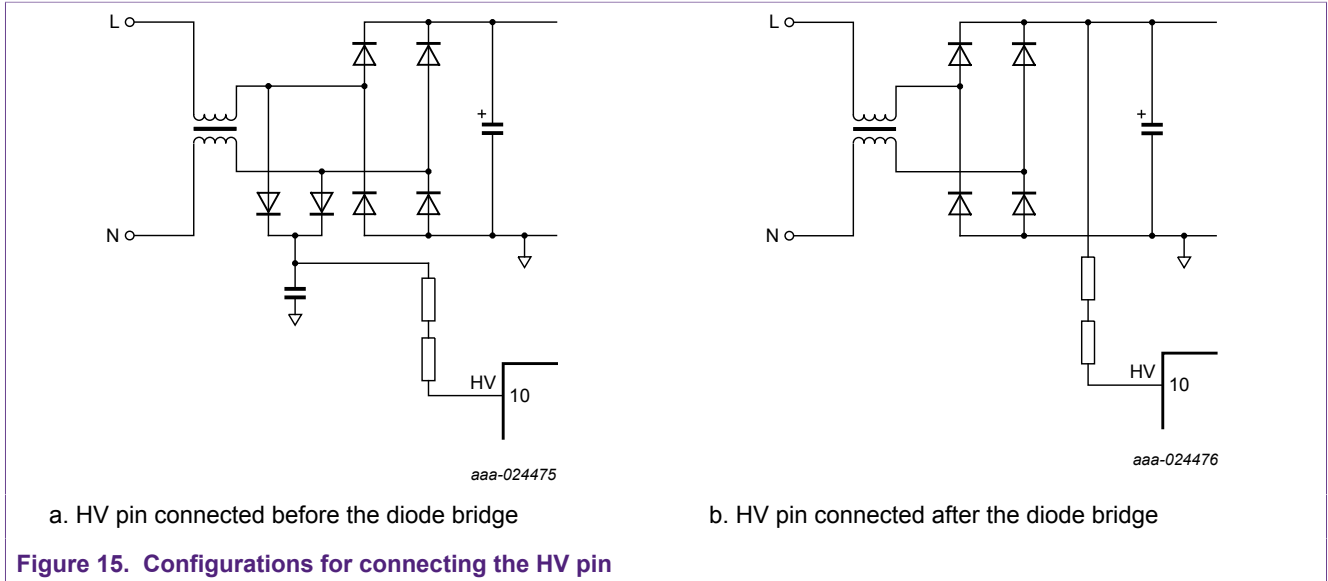 L
N
+
HV
10
aaa-024475
a. HV pin connected before the diode bridge
L
N
+
HV
10
aaa-024476
b. HV pin connected after the diode bridge
Figure 15. Configurations for connecting the HV pin